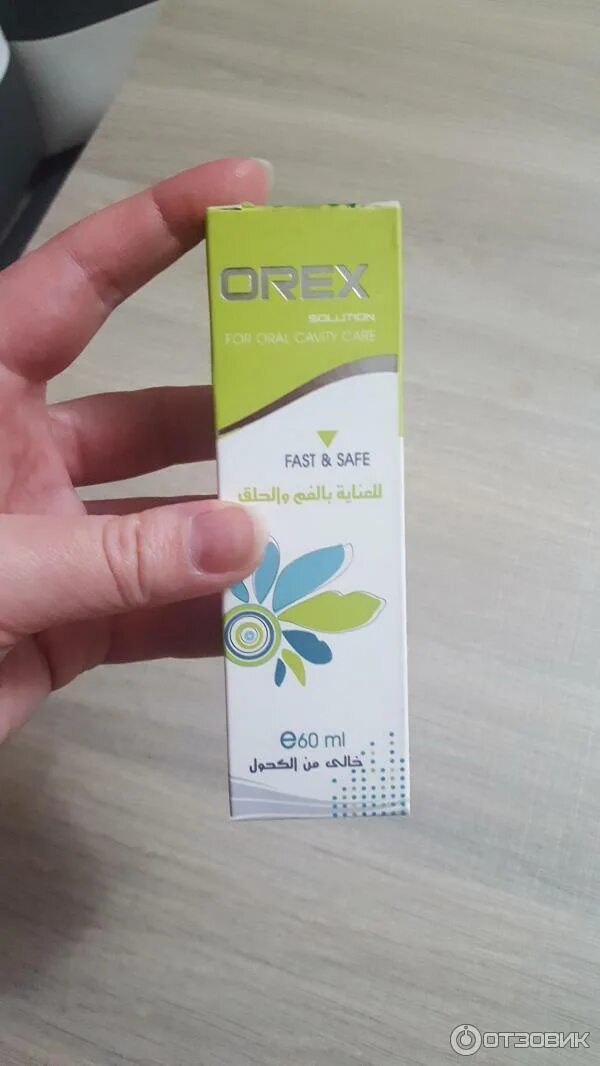 OREX
SOLUTION
FOR ORAL CAVITY CARE
FAST & SAFE
للعناية بالفم والحلق
e60 ml
خالى من الكحول
ОТЗОВИК